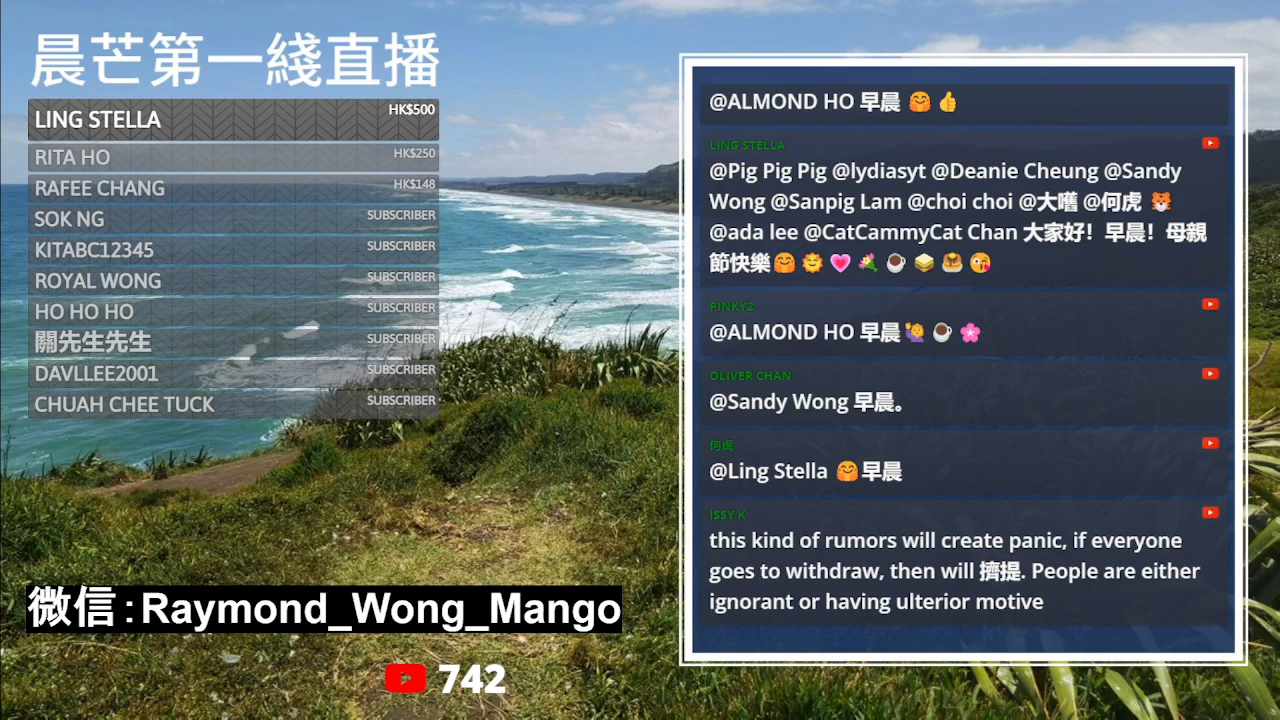 晨芒第一綫直播
LING STELLA HK$500
RITA HO HK$250
RAFEE CHANG HK$148
SOK NG SUBSCRIBER
KITABC12345 SUBSCRIBER
ROYAL WONG SUBSCRIBER
HO HO HO SUBSCRIBER
關先生先生 SUBSCRIBER
DAVLLEE2001 SUBSCRIBER
CHUAH CHEE TUCK SUBSCRIBER
微信:Raymond_Wong_Mango
742
@ALMOND HO 早晨 🤗 👍
LING STELLA
@Pig Pig Pig @lydiasyt @Deanie Cheung @Sandy
Wong @Sanpig Lam @choi choi @大嚿 @何虎 🐯
@ada lee @CatCammyCat Chan 大家好！早晨！母親
節快樂
PINKY2
@ALMOND HO 早晨
OLIVER CHAN
@Sandy Wong 早晨。
何虎
@Ling Stella 🤗 早晨
ISSY K
this kind of rumors will create panic, if everyone
goes to withdraw, then will 擠提. People are either
ignorant or having ulterior motive